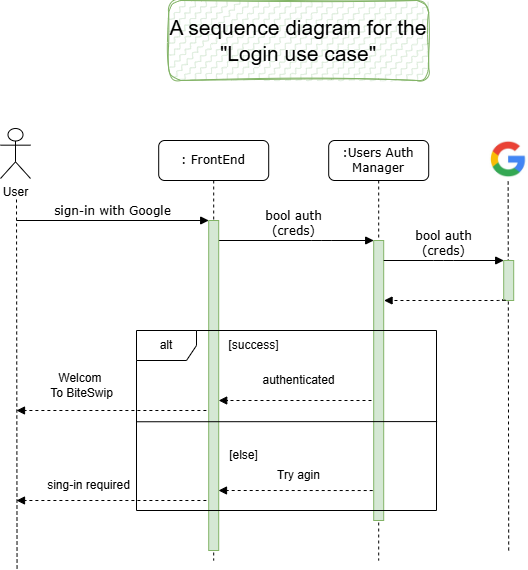 A sequence diagram for the
"Login use case"
User
: FrontEnd
:Users Auth
Manager
sign-in with Google
bool auth
(creds)
bool auth
(creds)
alt
[success]
authenticated
Welcom
To BiteSwip
[else]
Try agin
sing-in required